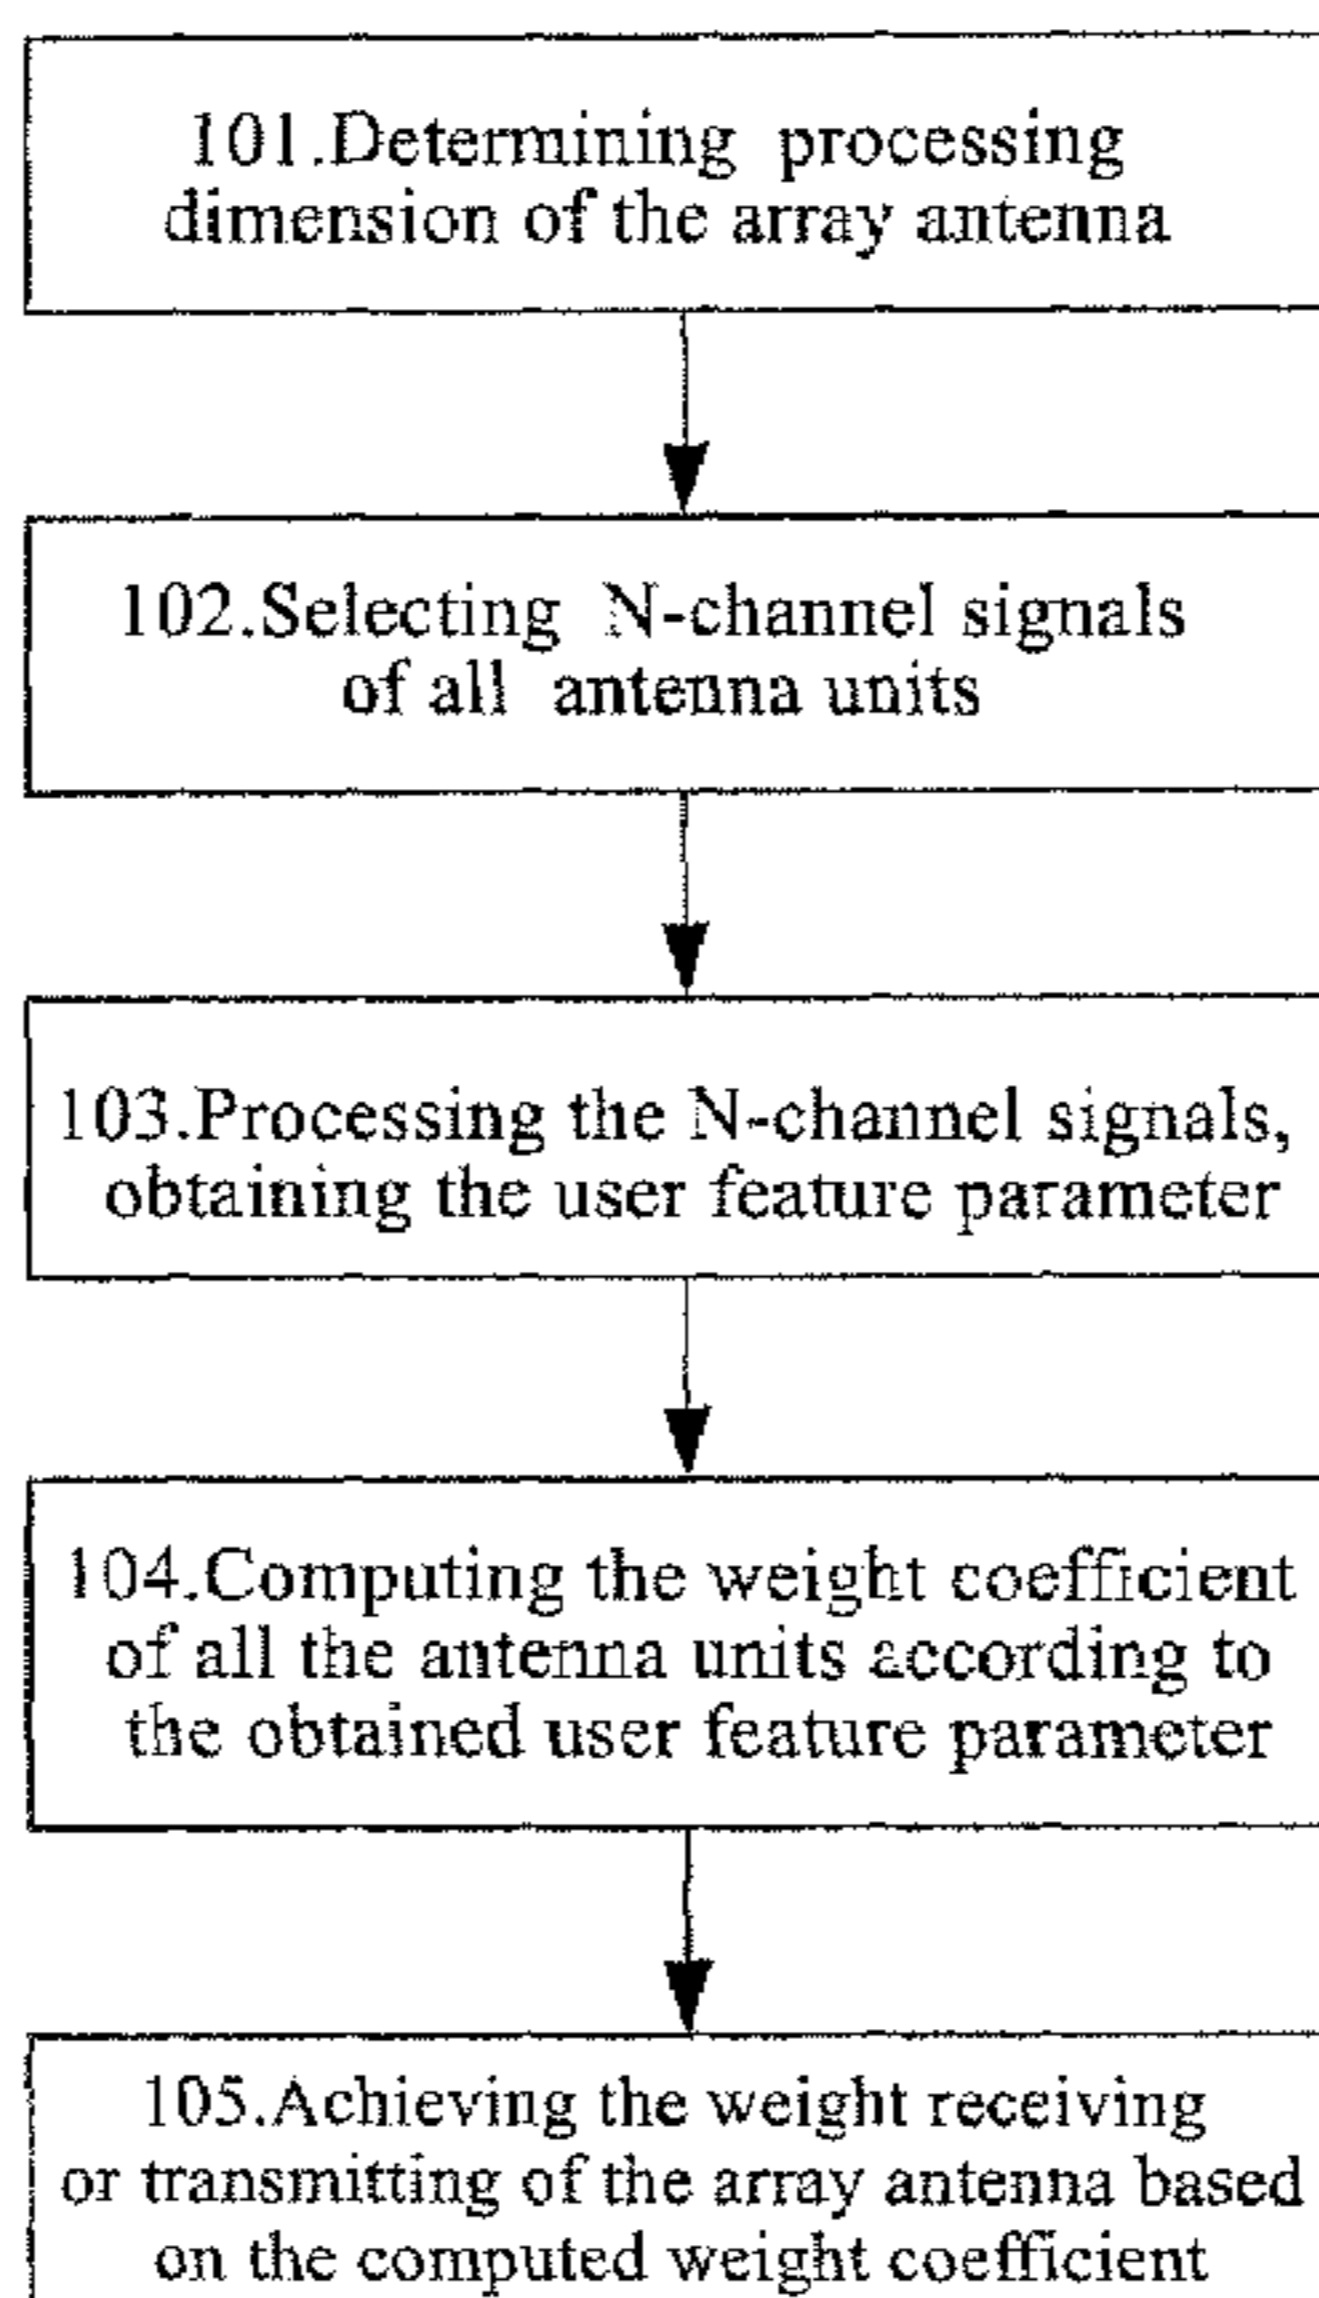 101.Determining processing
dimension of the array antenna
102.Selecting N-channel signals
of all antenna units
103.Processing the N-channel signals,
obtaining the user feature parameter
104.Computing the weight coefficient
of all the antenna units according to
the obtained user feature parameter
105.Achieving the weight receiving
or transmitting of the array antenna based
on the computed weight coefficient